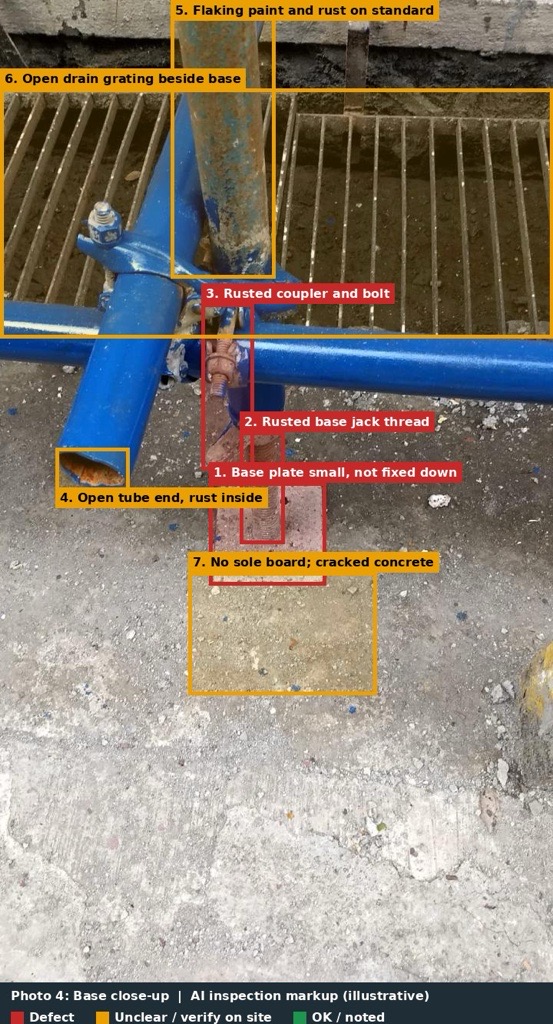 5. Flaking paint and rust on standard
6. Open drain grating beside base
3. Rusted coupler and bolt
2. Rusted base jack thread
1. Base plate small, not fixed down
4. Open tube end, rust inside
7. No sole board; cracked concrete
Photo 4: Base close-up | AI inspection markup (illustrative)
Defect
Unclear / verify on site
OK / noted